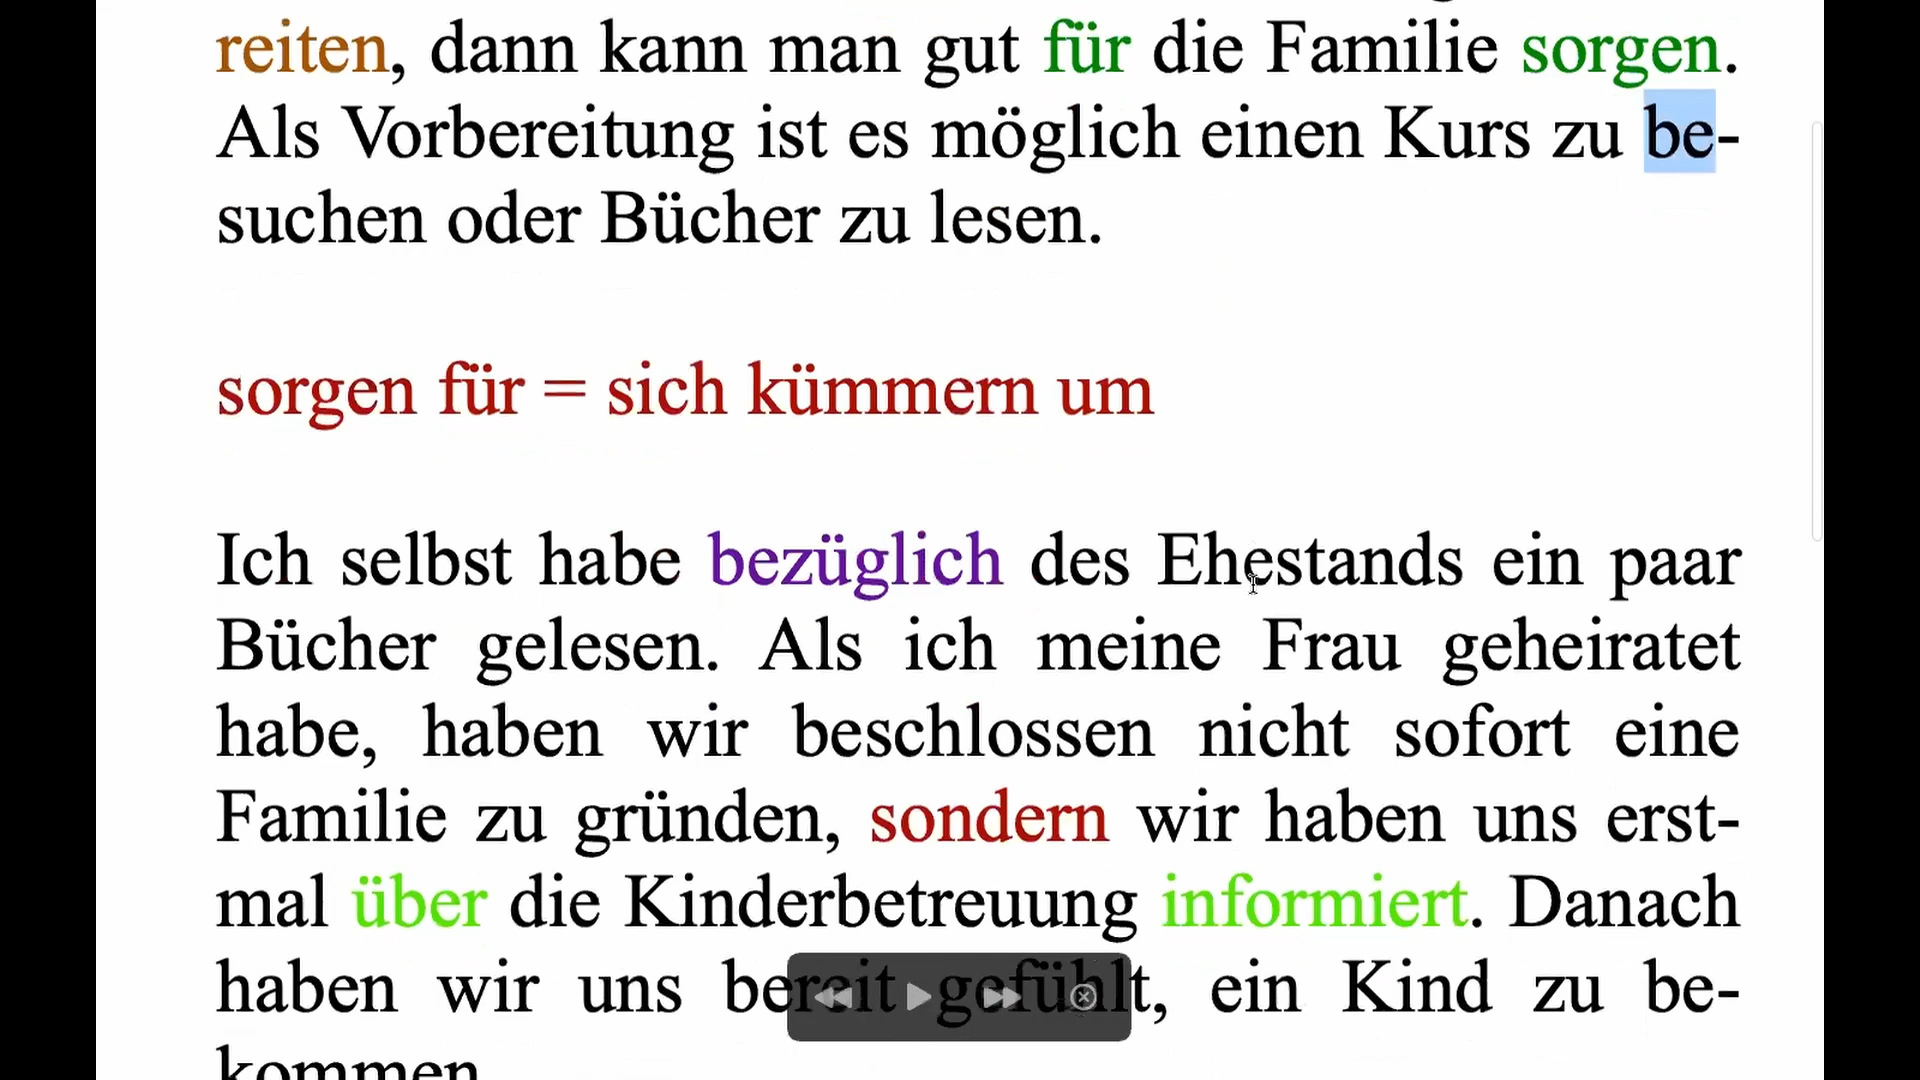 reiten, dann kann man gut für die Familie sorgen.
Als Vorbereitung ist es möglich einen Kurs zu be-
suchen oder Bücher zu lesen.
sorgen für = sich kümmern um
Ich selbst habe bezüglich des Ehestands ein paar
Bücher gelesen. Als ich meine Frau geheiratet
habe, haben wir beschlossen nicht sofort eine
Familie zu gründen, sondern wir haben uns erst-
mal über die Kinderbetreuung informiert. Danach
haben wir uns bereit gefühlt, ein Kind zu be-
kommen